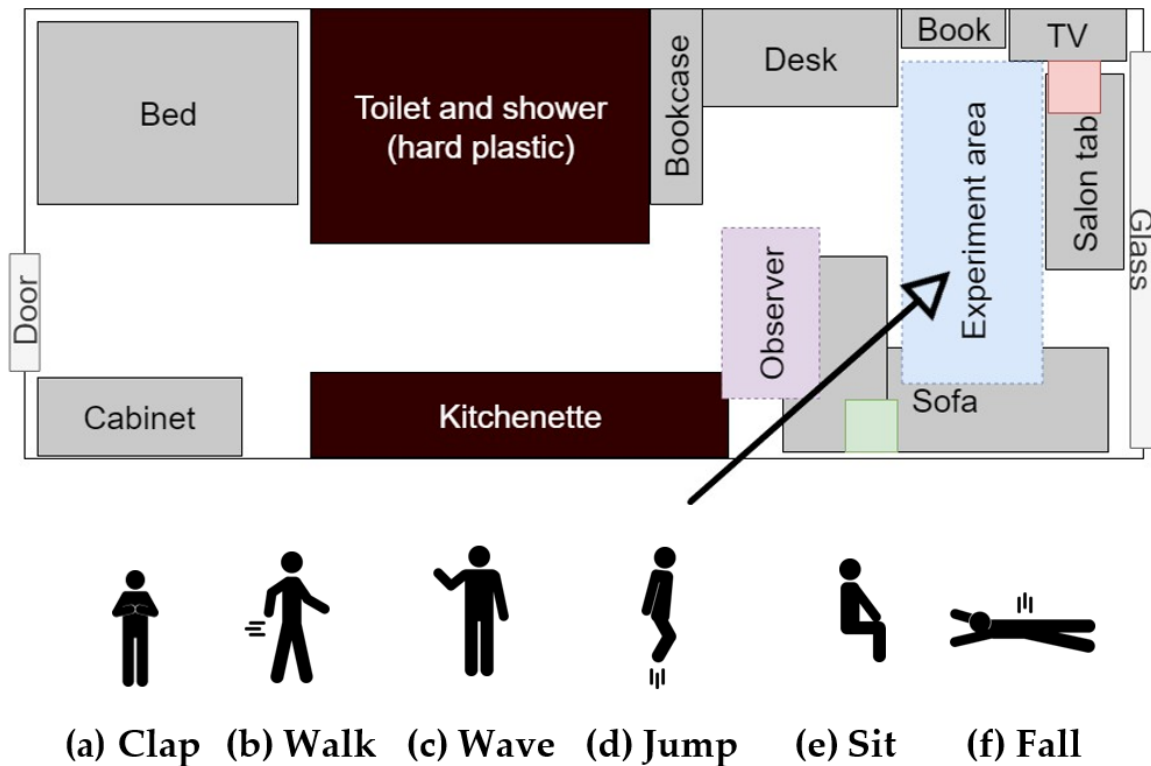 Bed
Toilet and shower
(hard plastic)
Bookcase
Desk
Book
TV
Experiment area
Salon tab
Glass
Door
Observer
Cabinet
Kitchenette
Sofa
(a) Clap (b) Walk (c) Wave (d) Jump (e) Sit (f) Fall